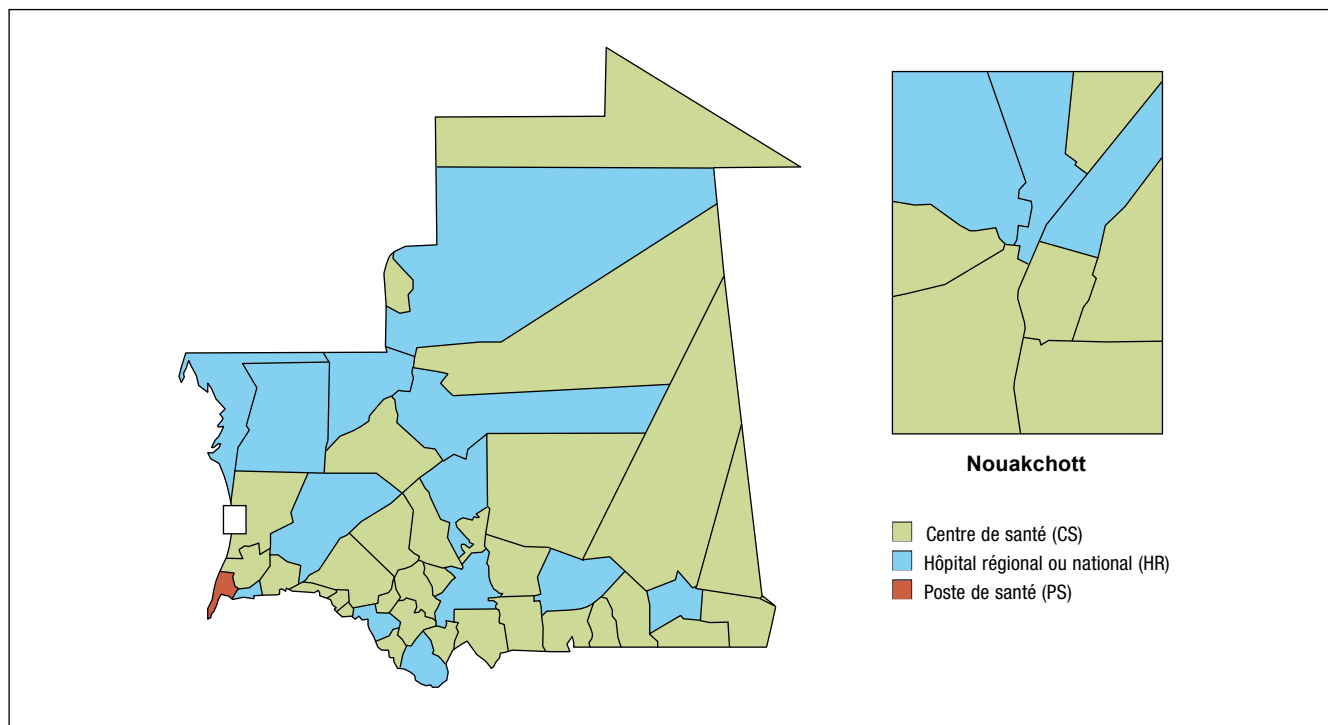 Nouakchott
Centre de santé (CS)
Hôpital régional ou national (HR)
Poste de santé (PS)